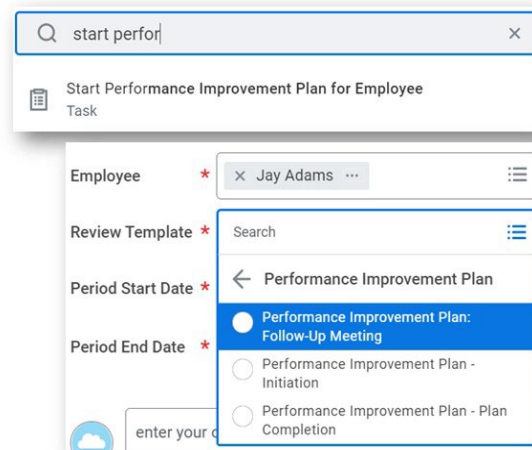 start perfor
Start Performance Improvement Plan for Employee
Task
Employee *
Jay Adams
Review Template *
Search
Performance Improvement Plan
Period Start Date *
Performance Improvement Plan:
Follow-Up Meeting
Period End Date *
Performance Improvement Plan -
Initiation
Performance Improvement Plan - Plan
Completion
enter your